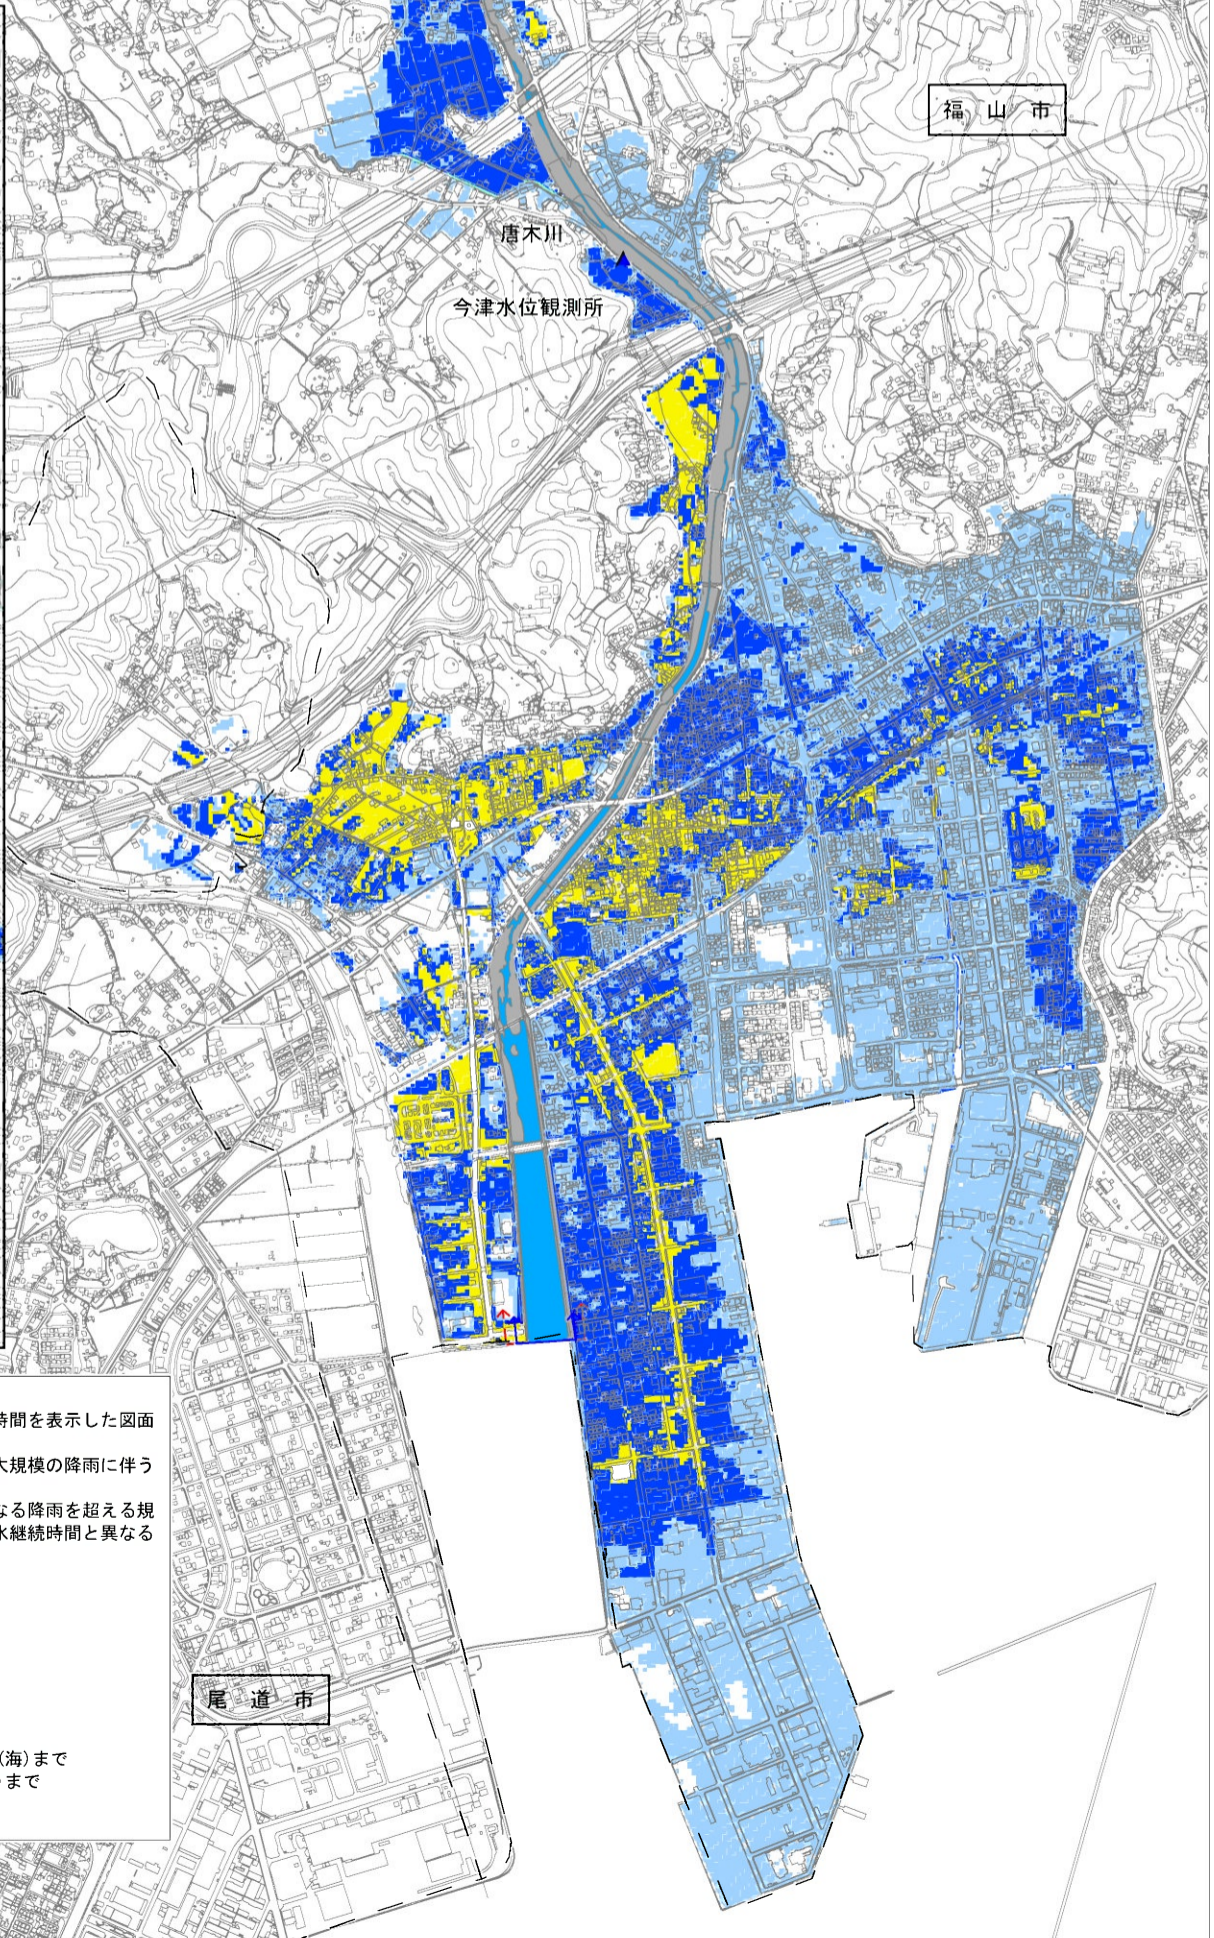 福山市
唐木川
今津水位観測所
時間を表示した図面
大規模の降雨に伴う
なる降雨を超える規
水継続時間と異なる
尾道市
(海)まで
まで